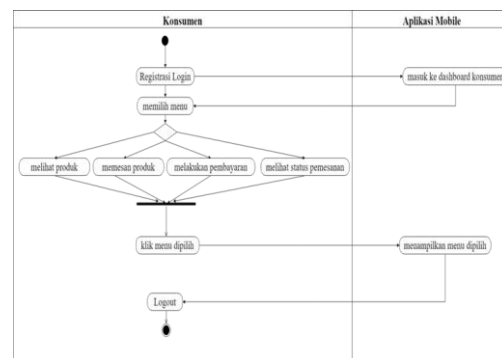 Konsumen
Aplikasi Mobile
Registrasi Login
masuk ke dashboard konsumen
memilih menu
melihat produk
memesan produk
melakukan pembayaran
melihat status pemesanan
klik menu dipilih
menampilkan menu dipilih
Logout